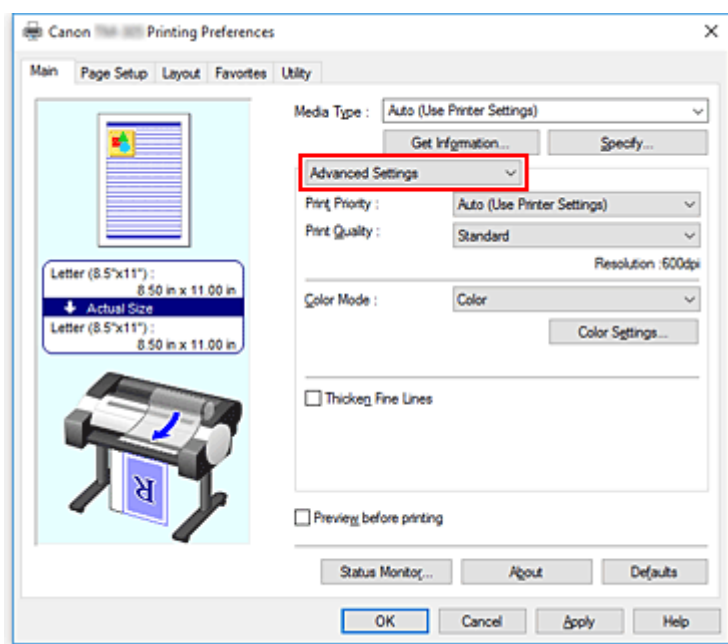 Canon Printing Preferences
Main Page Setup Layout Favorites Utility
Media Type : Auto (Use Printer Settings)
Get Information... Specify...
Advanced Settings
Print Priority : Auto (Use Printer Settings)
Print Quality : Standard
Resolution :600dpi
Color Mode : Color
Color Settings...
Thicken Fine Lines
Letter (8.5"x11") :
8.50 in x 11.00 in
Actual Size
Letter (8.5"x11") :
8.50 in x 11.00 in
R
Preview before printing
Status Monitor... About Defaults
OK Cancel Apply Help